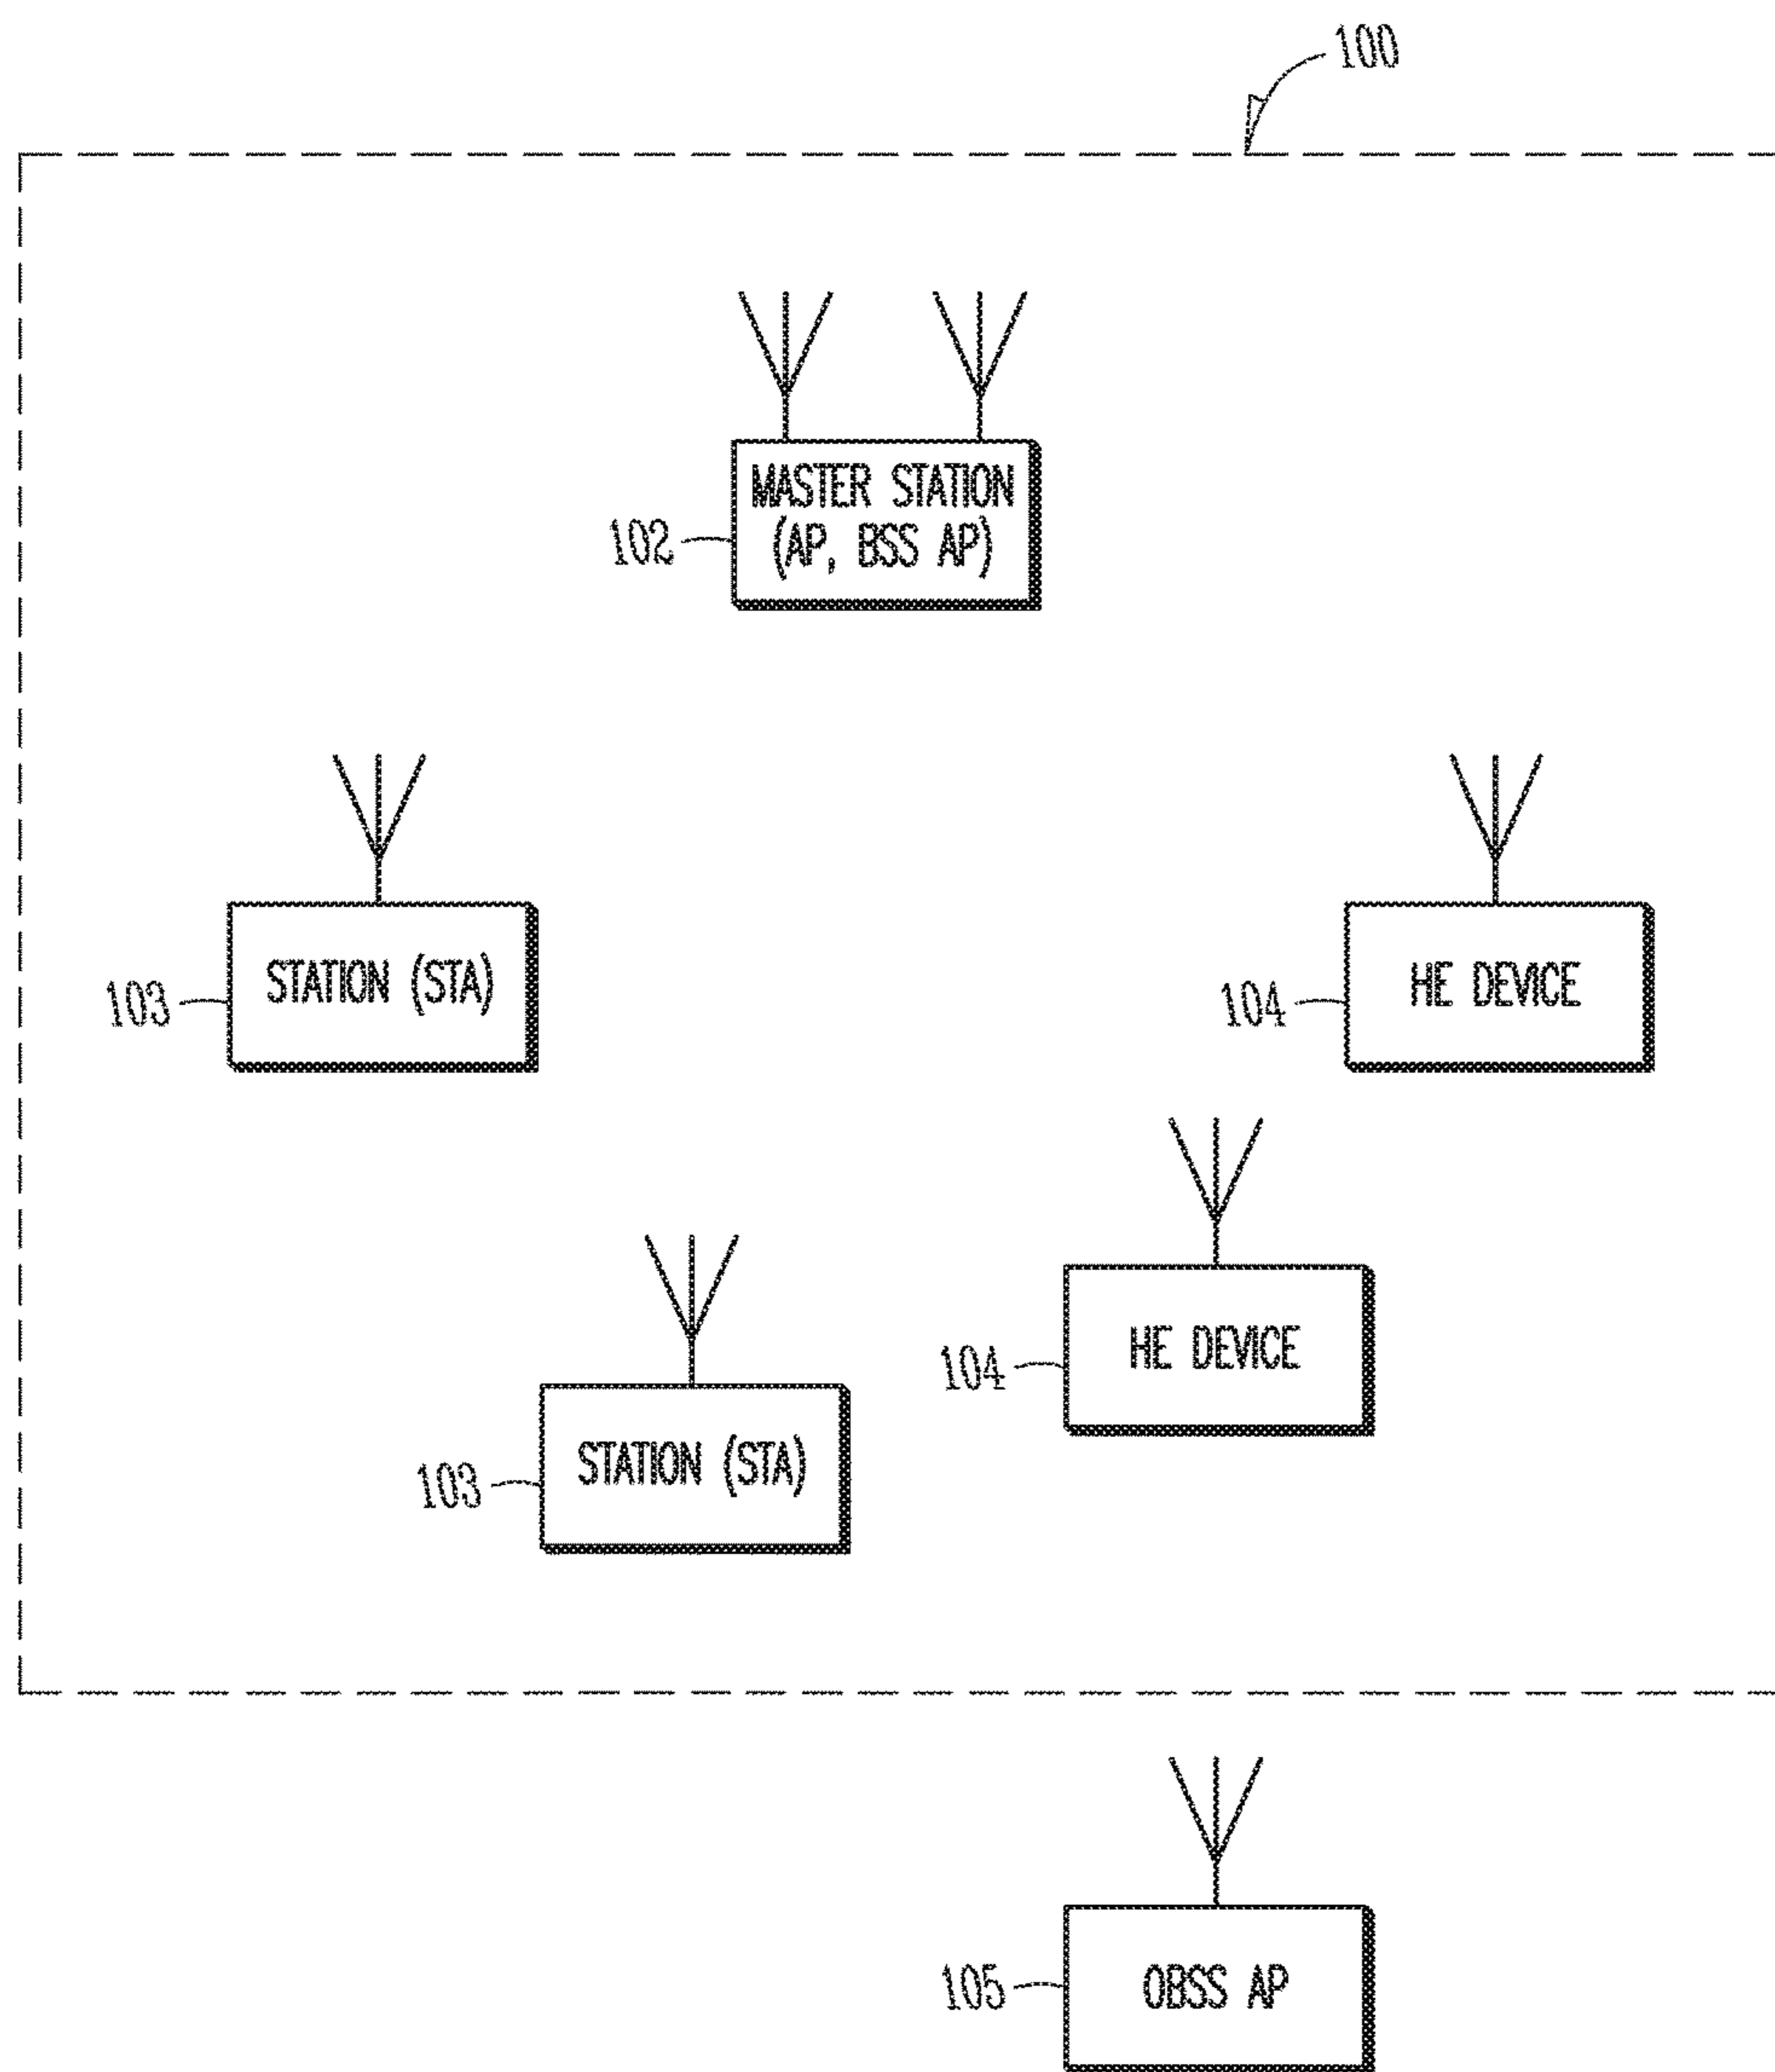 100
MASTER STATION
(AP, BSS AP)
102
STATION (STA)
103
HE DEVICE
104
HE DEVICE
104
STATION (STA)
103
OBSS AP
105